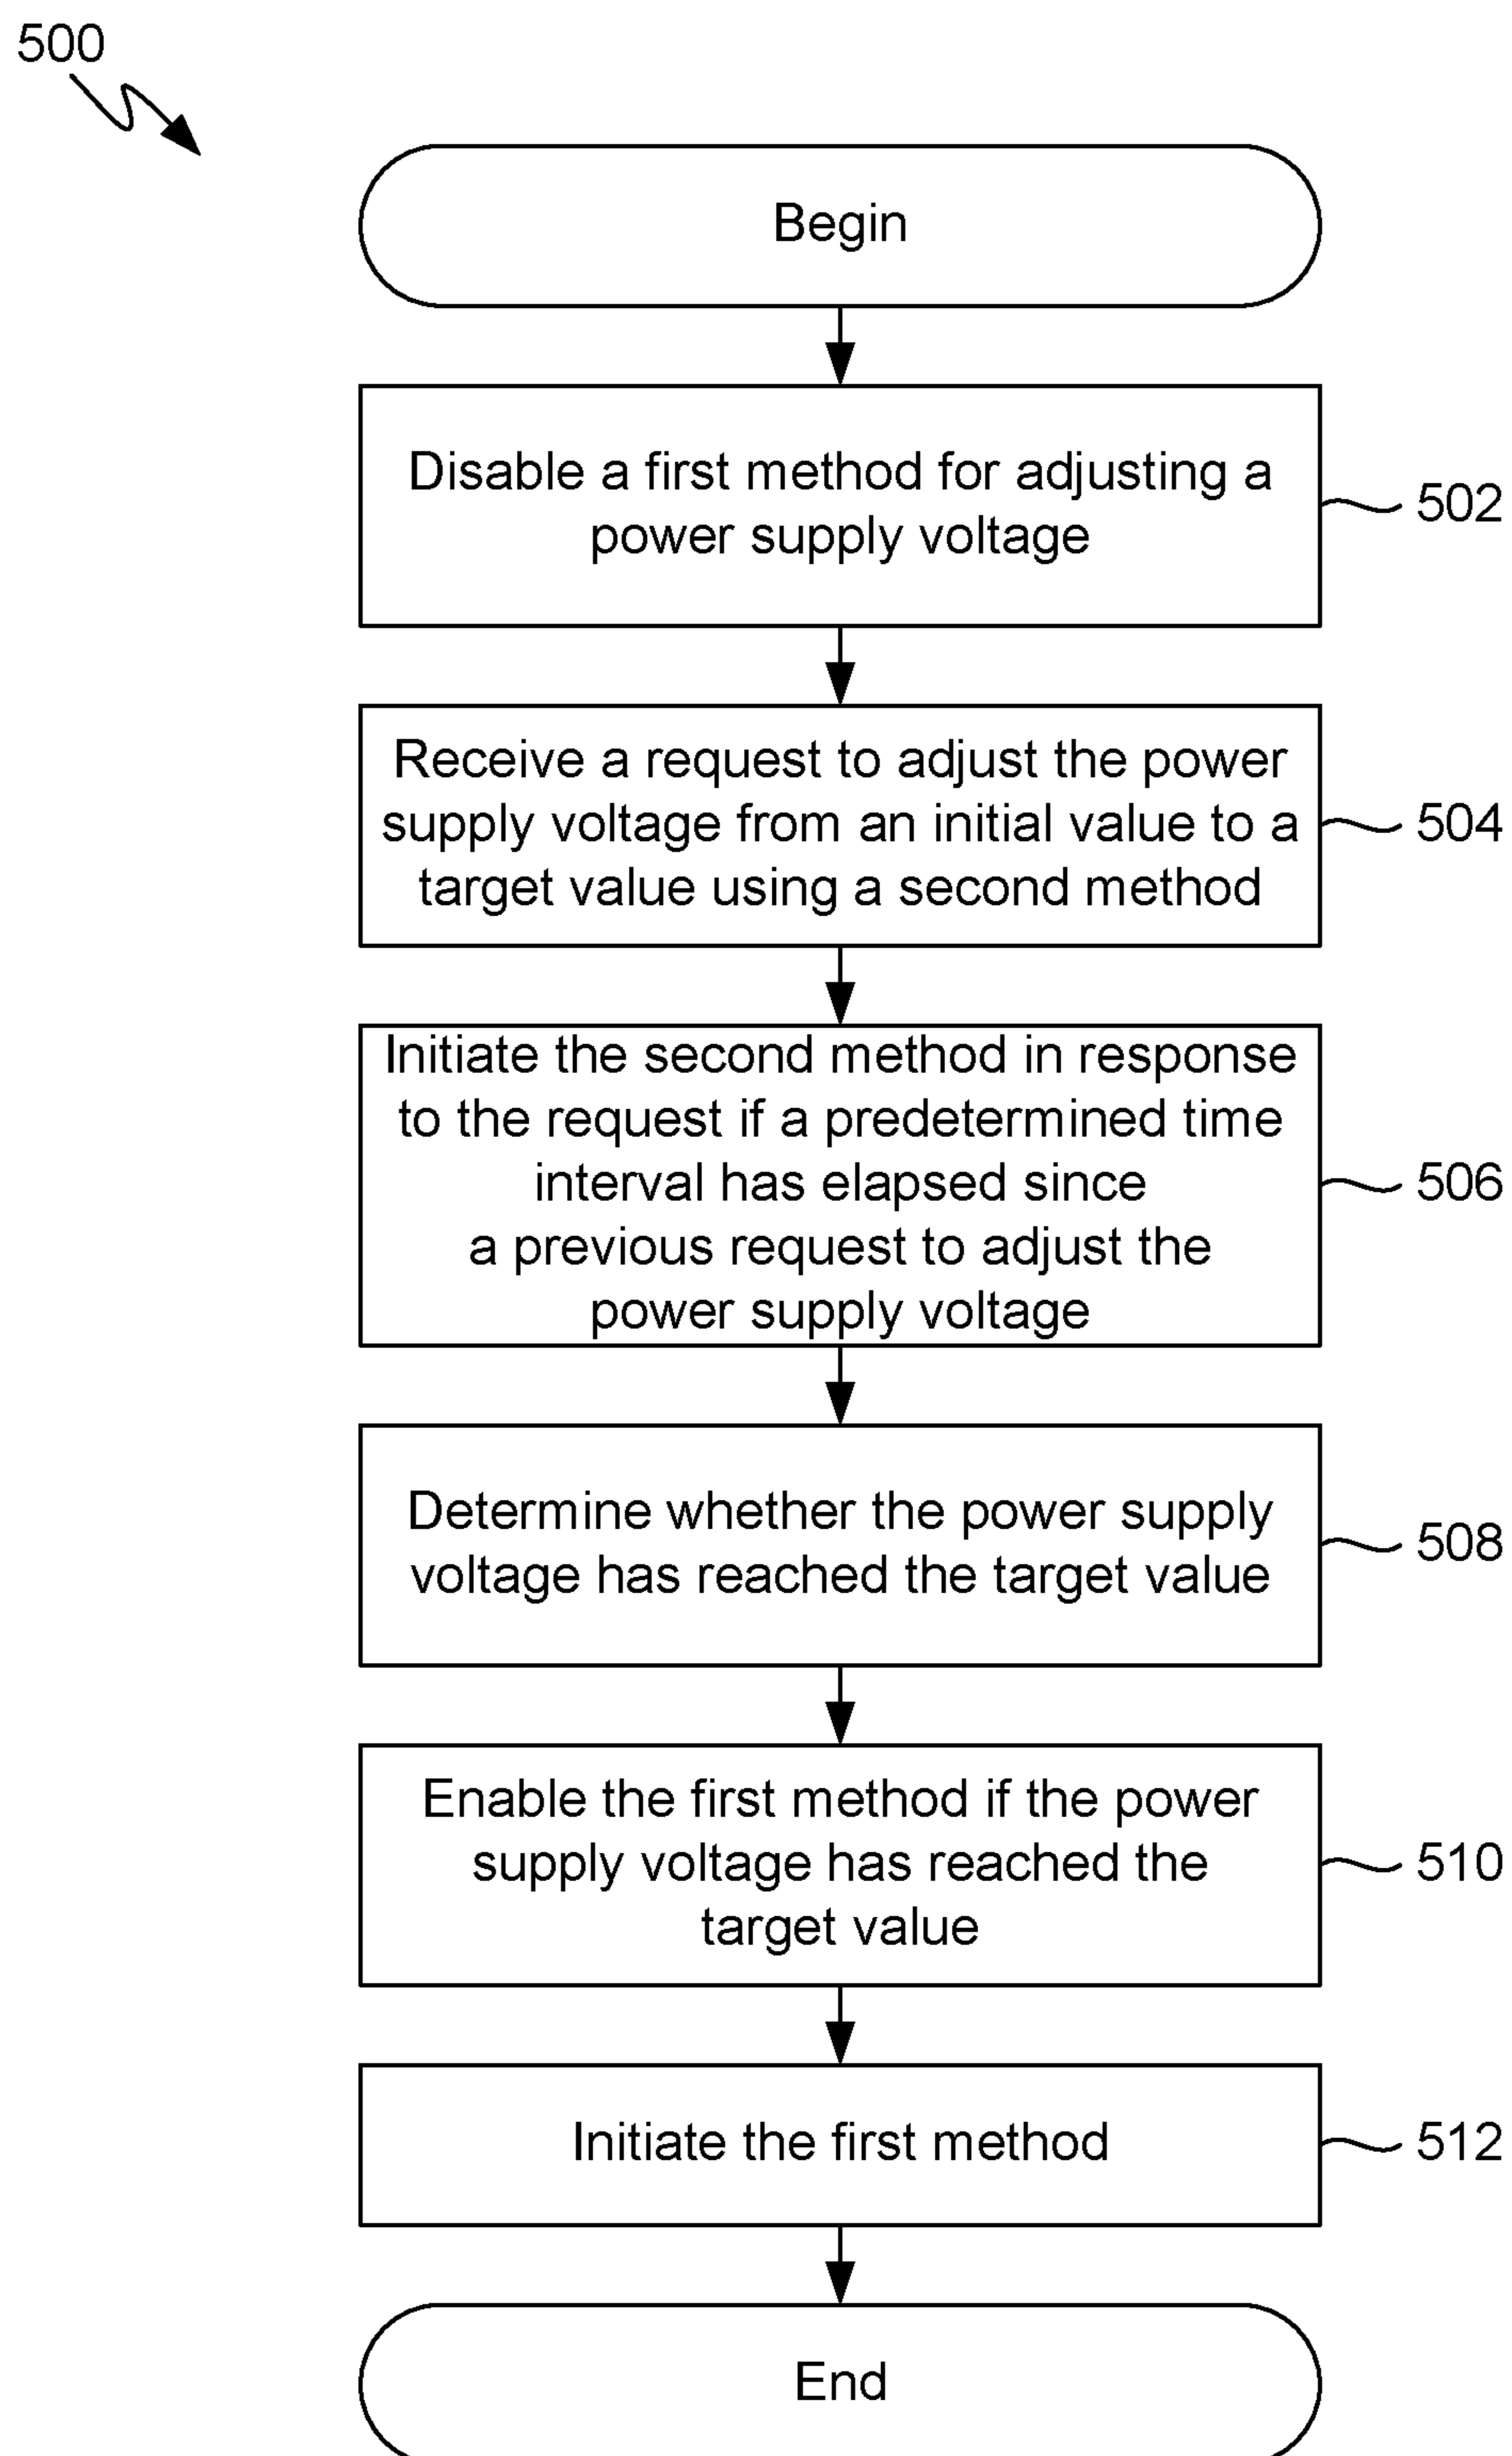 500
Begin
Disable a first method for adjusting a
power supply voltage
502
Receive a request to adjust the power
supply voltage from an initial value to a
target value using a second method
504
Initiate the second method in response
to the request if a predetermined time
interval has elapsed since
a previous request to adjust the
power supply voltage
506
Determine whether the power supply
voltage has reached the target value
508
Enable the first method if the power
supply voltage has reached the
target value
510
Initiate the first method
512
End